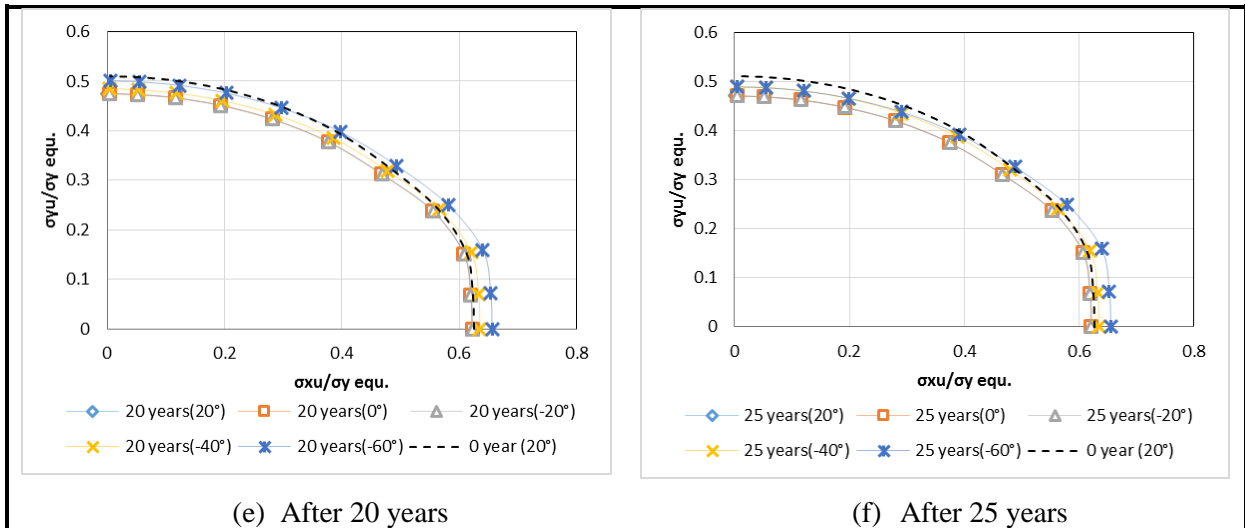 0.6
0.5
0.4
0.3
0.2
0.1
0
σyu/σy equ.
0
0.2
0.4
0.6
0.8
σxu/σy equ.
20 years(20°)
20 years(0°)
20 years(-20°)
20 years(-40°)
20 years(-60°)
0 year (20°)
(e) After 20 years
0.6
0.5
0.4
0.3
0.2
0.1
0
σyu/σy equ.
0
0.2
0.4
0.6
0.8
σxu/σy equ.
25 years(20°)
25 years(0°)
25 years(-20°)
25 years(-40°)
25 years(-60°)
0 year (20°)
(f) After 25 years